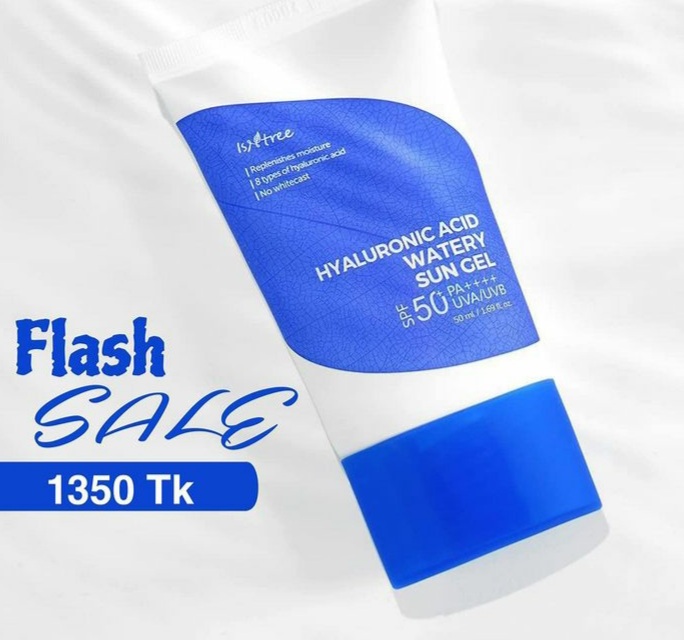 Isntree
Replenishes moisture
8 types of hyaluronic acid
No whitecast
HYALURONIC ACID
WATERY
SUN GEL
SPF 50+ PA++++
UVA/UVB
50 ml / 1.69 fl. oz.
Flash
SALE
1350 Tk